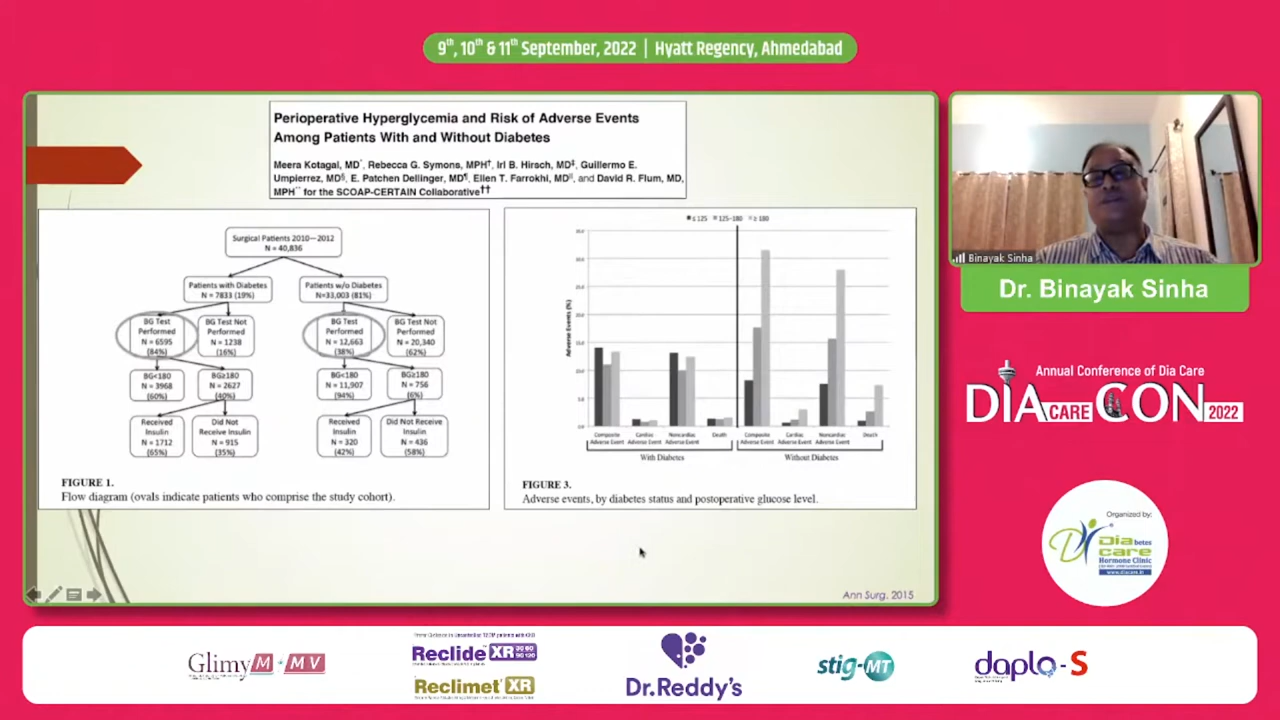 9th, 10th & 11th September, 2022 | Hyatt Regency, Ahmedabad
Perioperative Hyperglycemia and Risk of Adverse Events
Among Patients With and Without Diabetes
Meera Kotagal, MD*, Rebecca G. Symons, MPH†, Irl B. Hirsch, MD‡, Guillermo E.
Umpierrez, MD§, E. Patchen Dellinger, MD¶, Ellen T. Farrokhi, MD||, and David R. Flum, MD,
MPH** for the SCOAP-CERTAIN Collaborative††
Surgical Patients 2010—2012
N = 40,836
Patients with Diabetes
N = 7833 (19%)
Patients w/o Diabetes
N=33,003 (81%)
BG Test
Performed
N = 6595
(84%)
BG Test Not
Performed
N = 1238
(16%)
BG Test
Performed
N = 12,663
(38%)
BG Test Not
Performed
N = 20,340
(62%)
BG<180
N = 3968
(60%)
BG≥180
N = 2627
(40%)
BG<180
N = 11,907
(94%)
BG≥180
N = 756
(6%)
Received
Insulin
N = 1712
(65%)
Did Not
Receive Insulin
N = 915
(35%)
Received
Insulin
N = 320
(42%)
Did Not Receive
Insulin
N = 436
(58%)
FIGURE 1.
Flow diagram (ovals indicate patients who comprise the study cohort).
≤ 125 125-180 ≥ 180
Adverse Events (%)
Composite
Adverse Event
Cardiac
Adverse Event
Noncardiac
Adverse Event
Death
Composite
Adverse Event
Cardiac
Adverse Event
Noncardiac
Adverse Event
Death
With Diabetes
Without Diabetes
FIGURE 3.
Adverse events, by diabetes status and postoperative glucose level.
Ann Surg. 2015
Binayak Sinha
Dr. Binayak Sinha
Annual Conference of Dia Care
DIA CARE CON 2022
Organized by:
Diabetes
care
Hormone Clinic
www.diacare.in
Glimy M + MV
Reclide XR
Reclimet XR
Dr.Reddy's
stig-MT
daplo-S